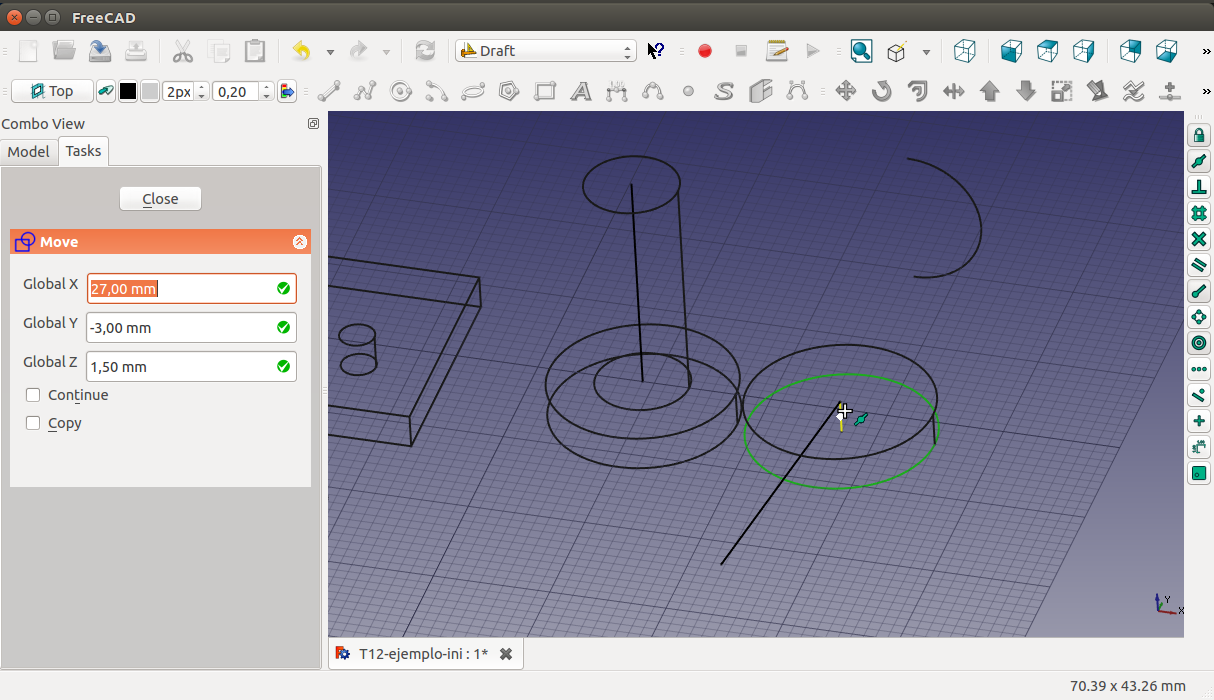 FreeCAD
Draft
Top
2px
0,20
Combo View
Model
Tasks
Close
Move
Global X
27,00 mm
Global Y
-3,00 mm
Global Z
1,50 mm
Continue
Copy
Y
X
T12-ejemplo-ini : 1*
70.39 x 43.26 mm